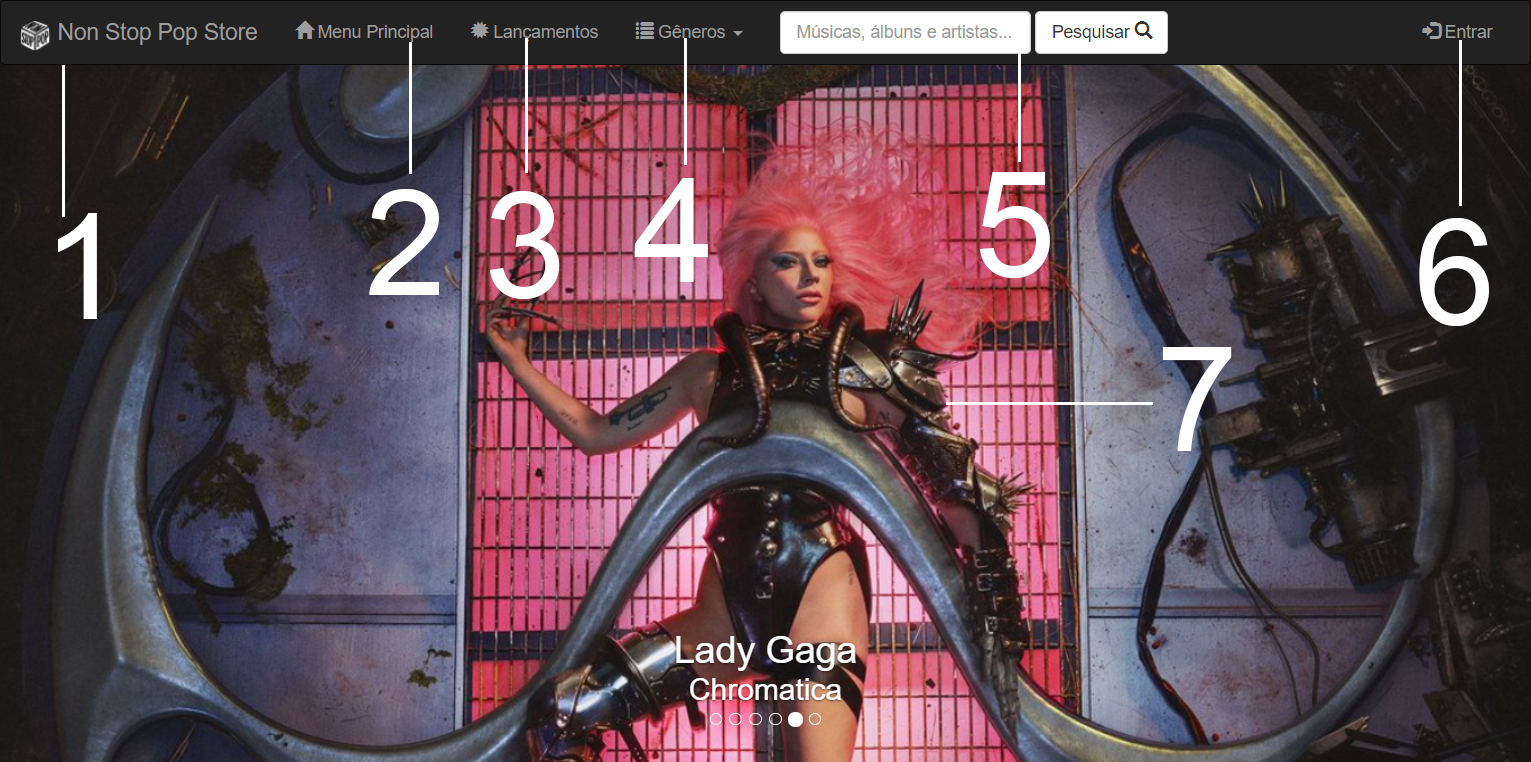 Non Stop Pop Store Menu Principal Lancamentos Gêneros Músicas, álbuns e artistas... Pesquisar Entrar
1 2 3 4 5 6
7
Lady Gaga
Chromatica